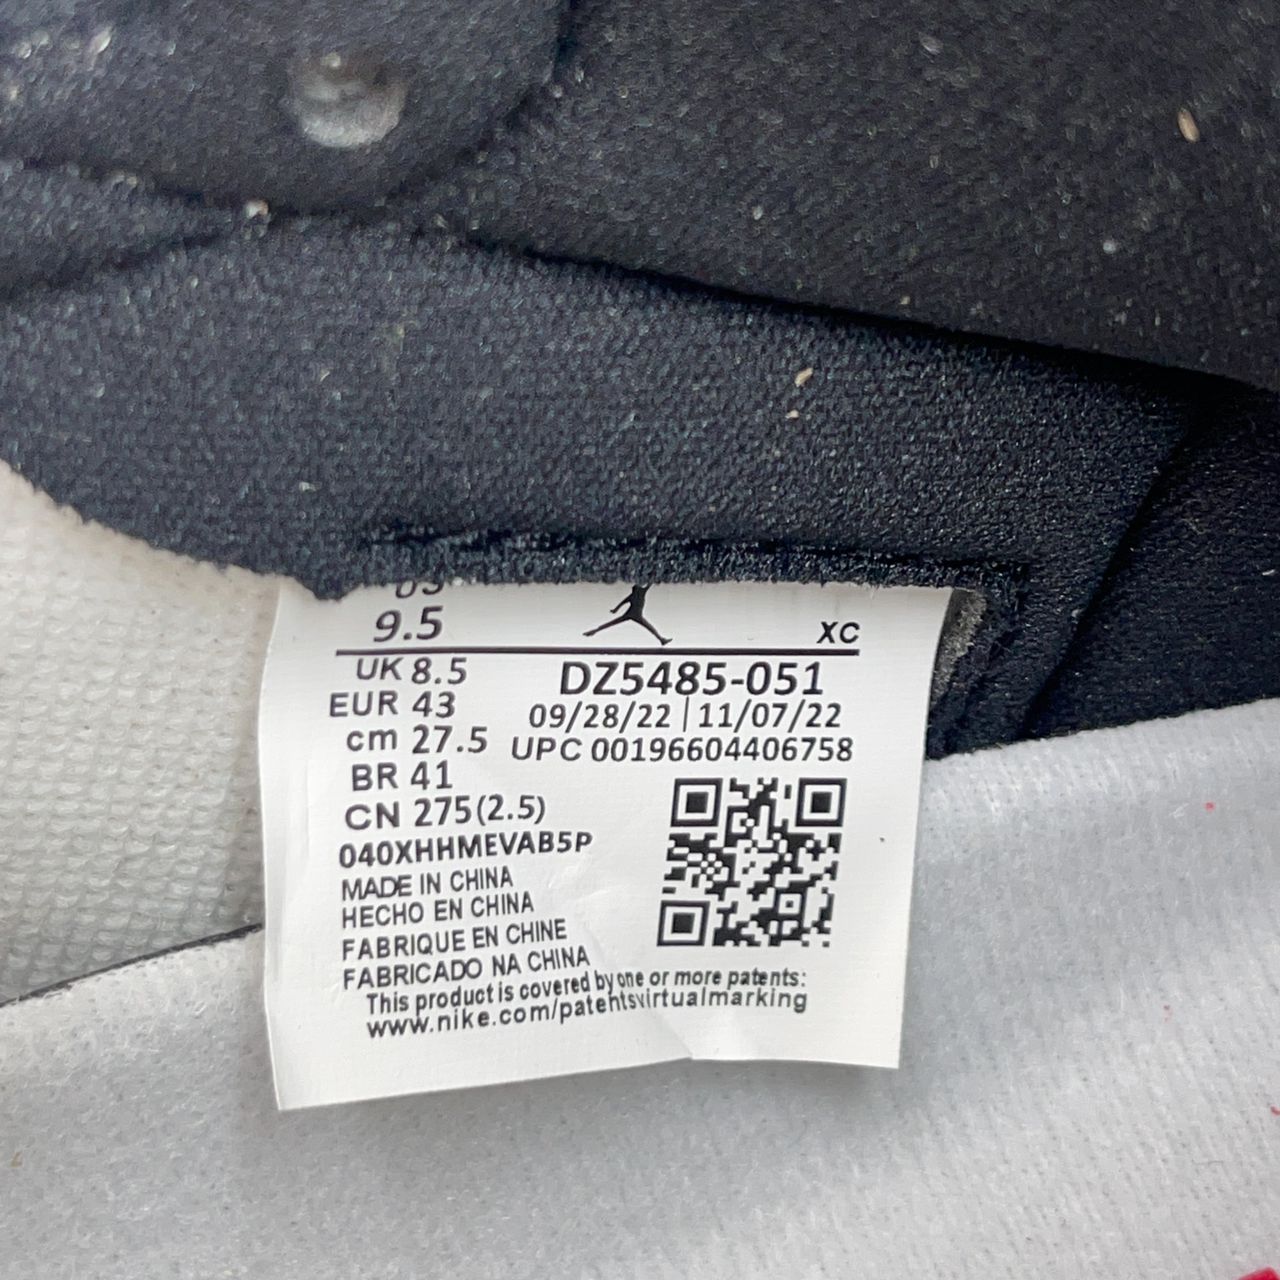 US
9.5
XC
UK 8.5
EUR 43
cm 27.5
BR 41
CN 275(2.5)
DZ5485-051
09/28/22 | 11/07/22
UPC 00196604406758
040XHHMEVAB5P
MADE IN CHINA
HECHO EN CHINA
FABRIQUE EN CHINE
FABRICADO NA CHINA
This product is covered by one or more patents:
www.nike.com/patentsvirtualmarking